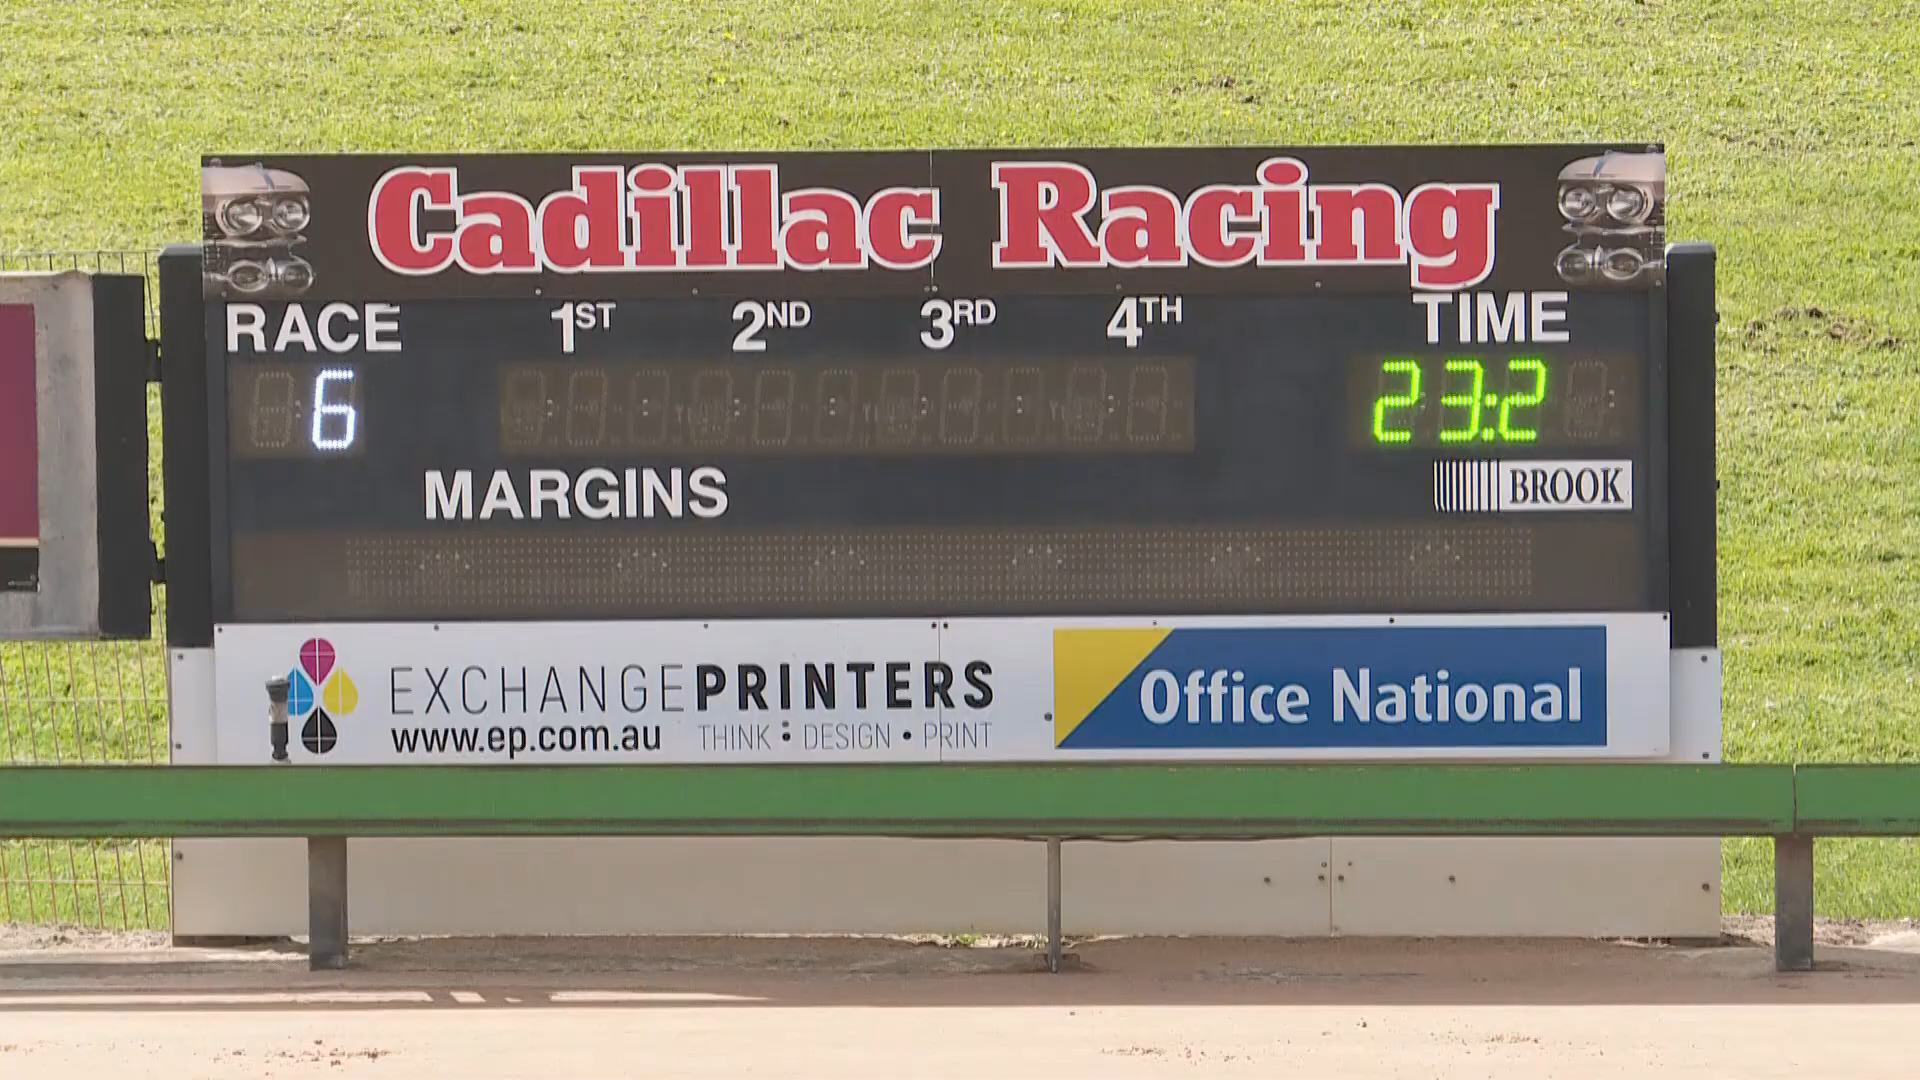 Cadillac Racing
RACE 1ST 2ND 3RD 4TH TIME
6 23:2
MARGINS BROOK
EXCHANGEPRINTERS
www.ep.com.au THINK • DESIGN • PRINT
Office National